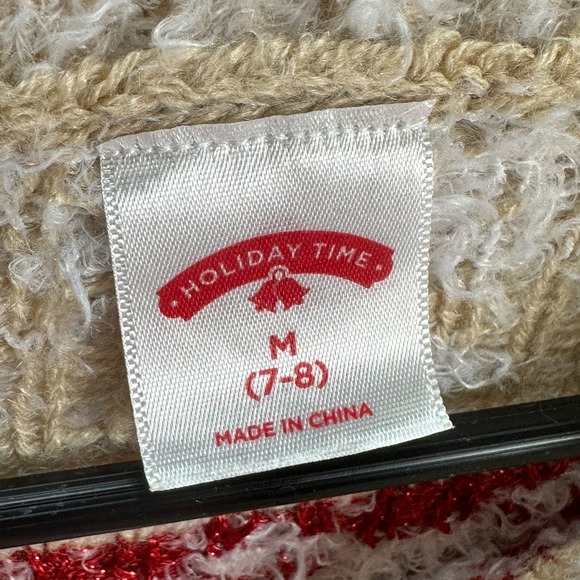 · HOLIDAY TIME ·
M
(7-8)
MADE IN CHINA